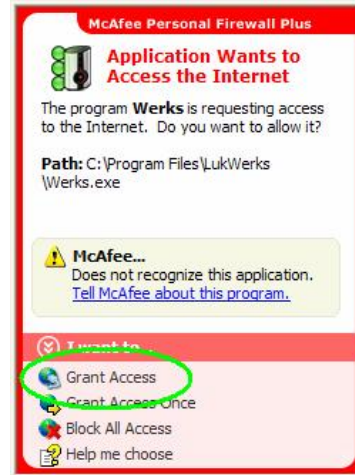 McAfee Personal Firewall Plus
Application Wants to
Access the Internet
The program Werks is requesting access
to the Internet. Do you want to allow it?
Path: C:\Program Files\LukWerks
\Werks.exe
McAfee...
Does not recognize this application.
Tell McAfee about this program.
I want to...
Grant Access
Grant Access Once
Block All Access
Help me choose